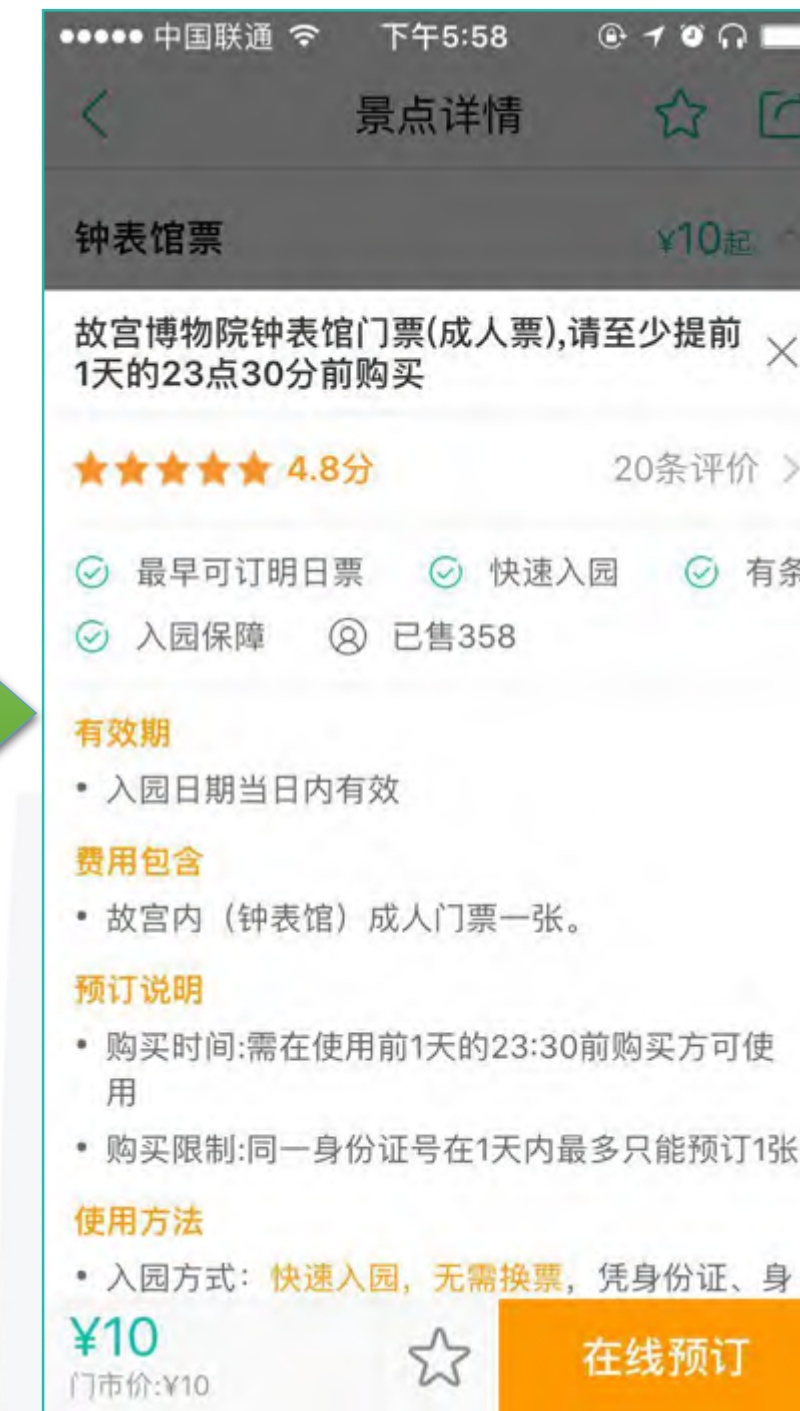 中国联通 下午5:58
景点详情
钟表馆票 ¥10起
故宫博物院钟表馆门票(成人票),请至少提前
1天的23点30分前购买
4.8分 20条评价
最早可订明日票 快速入园 有条
入园保障 已售358
有效期
• 入园日期当日内有效
费用包含
• 故宫内（钟表馆）成人门票一张。
预订说明
• 购买时间:需在使用前1天的23:30前购买方可使
用
• 购买限制:同一身份证号在1天内最多只能预订1张
使用方法
• 入园方式：快速入园，无需换票，凭身份证、身
¥10
门市价:¥10
在线预订